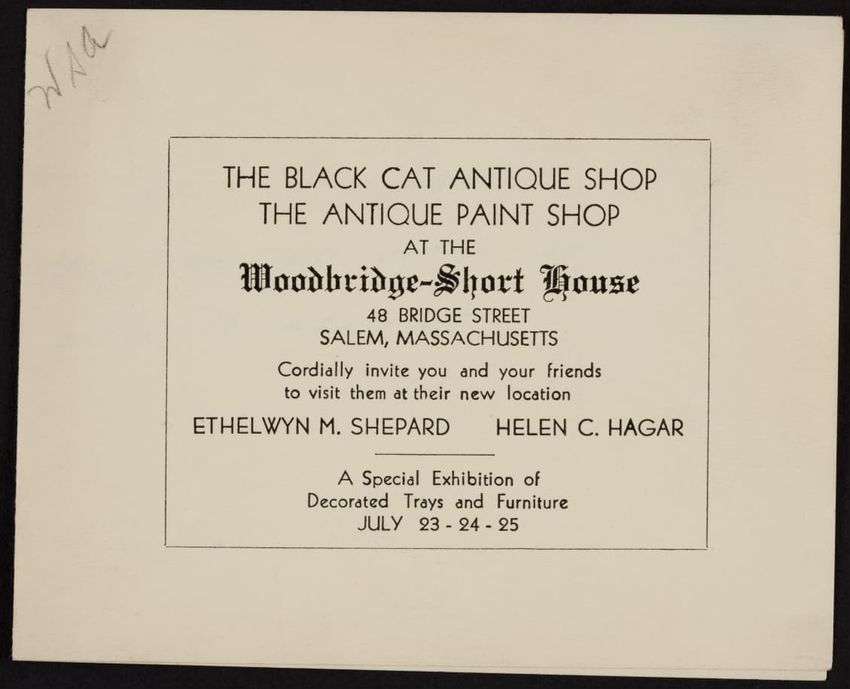 THE BLACK CAT ANTIQUE SHOP
THE ANTIQUE PAINT SHOP
AT THE
Woodbridge-Short House
48 BRIDGE STREET
SALEM, MASSACHUSETTS
Cordially invite you and your friends
to visit them at their new location
ETHELWYN M. SHEPARD HELEN C. HAGAR
A Special Exhibition of
Decorated Trays and Furniture
JULY 23 - 24 - 25